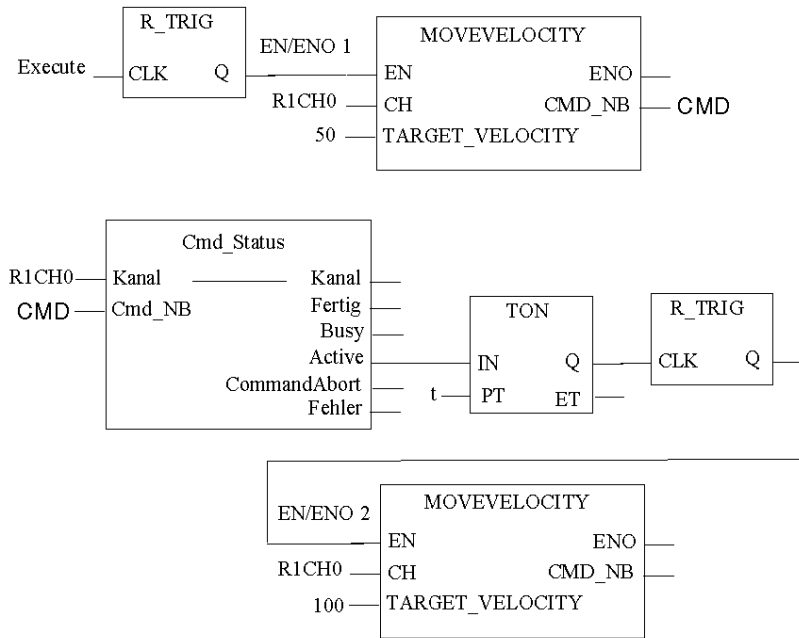 R_TRIG
EN/ENO 1
MOVEVELOCITY
Execute
CLK Q
EN ENO
R1CH0 CH CMD_NB CMD
50 TARGET_VELOCITY
Cmd_Status
R1CH0 Kanal Kanal
CMD Cmd_NB Fertig
Busy
TON
R_TRIG
Active IN Q CLK Q
CommandAbort
t PT ET
Fehler
MOVEVELOCITY
EN/ENO 2
EN ENO
R1CH0 CH CMD_NB
100 TARGET_VELOCITY